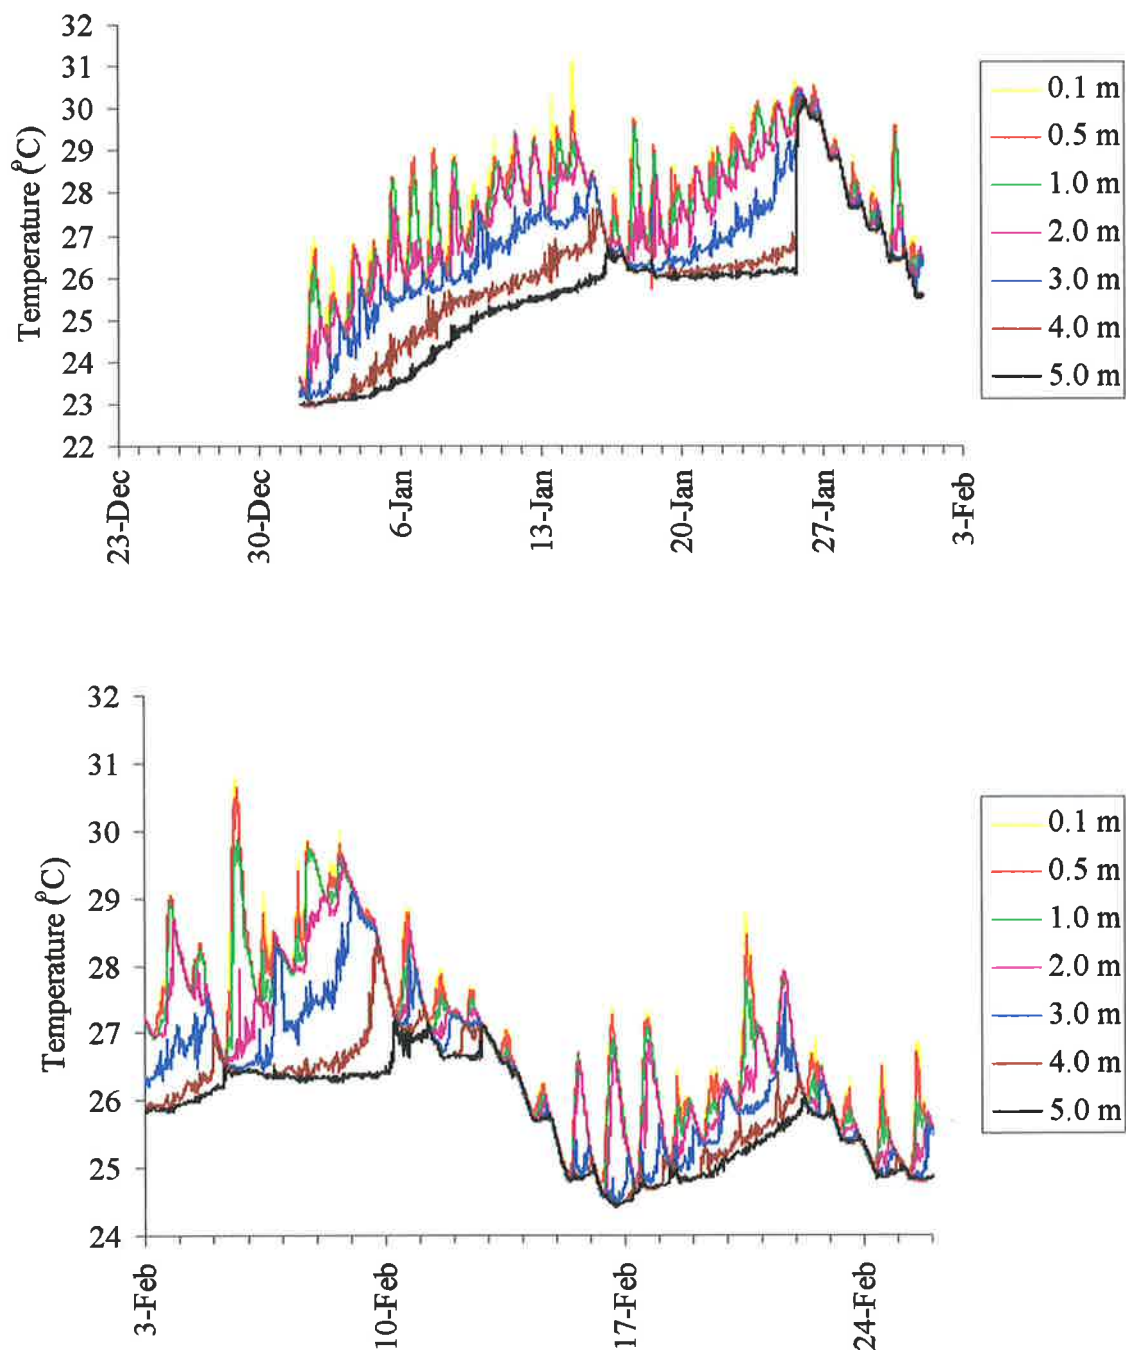 32
31
30
29
28
27
26
25
24
23
22
Temperature (ºC)
23-Dec
30-Dec
6-Jan
13-Jan
20-Jan
27-Jan
3-Feb
0.1 m
0.5 m
1.0 m
2.0 m
3.0 m
4.0 m
5.0 m
32
31
30
29
28
27
26
25
24
Temperature (ºC)
3-Feb
10-Feb
17-Feb
24-Feb
0.1 m
0.5 m
1.0 m
2.0 m
3.0 m
4.0 m
5.0 m